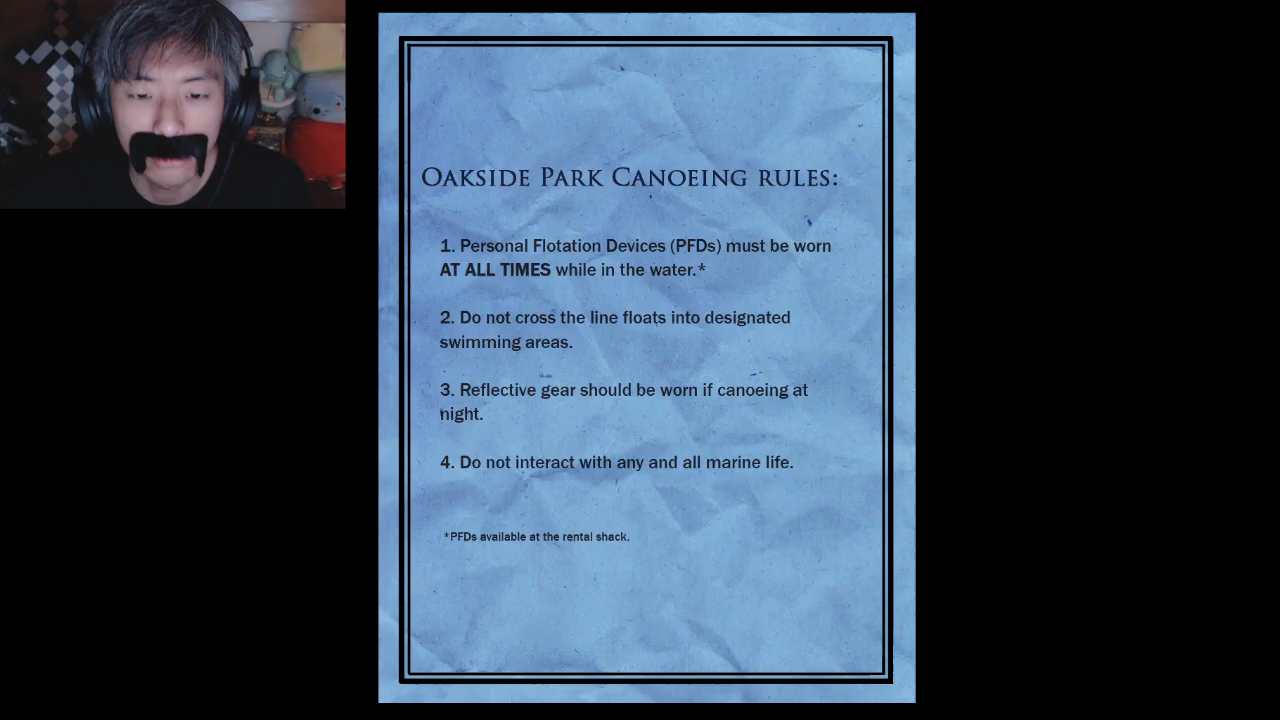 Oakside Park Canoeing rules:
1. Personal Flotation Devices (PFDs) must be worn
AT ALL TIMES while in the water.*
2. Do not cross the line floats into designated
swimming areas.
3. Reflective gear should be worn if canoeing at
night.
4. Do not interact with any and all marine life.
*PFDs available at the rental shack.